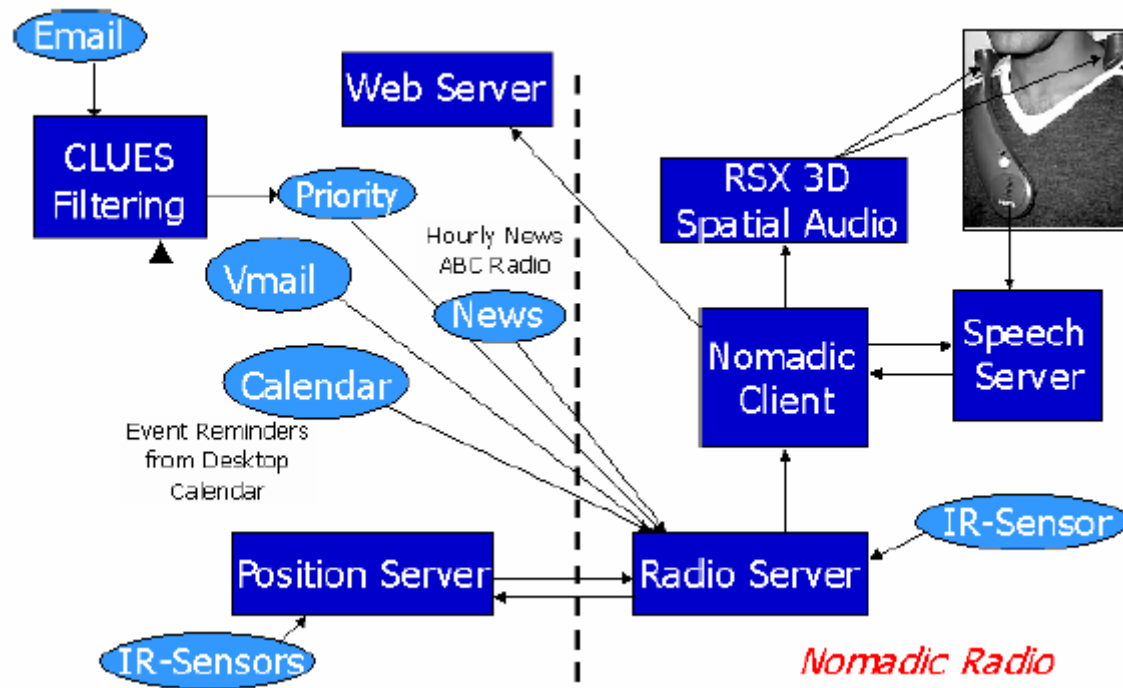 Email
Web Server
CLUES
Filtering
Priority
RSX 3D
Spatial Audio
Hourly News
ABC Radio
Vmail
News
Nomadic
Client
Speech
Server
Calendar
Event Reminders
from Desktop
Calendar
Position Server
Radio Server
IR-Sensor
IR-Sensors
Nomadic Radio